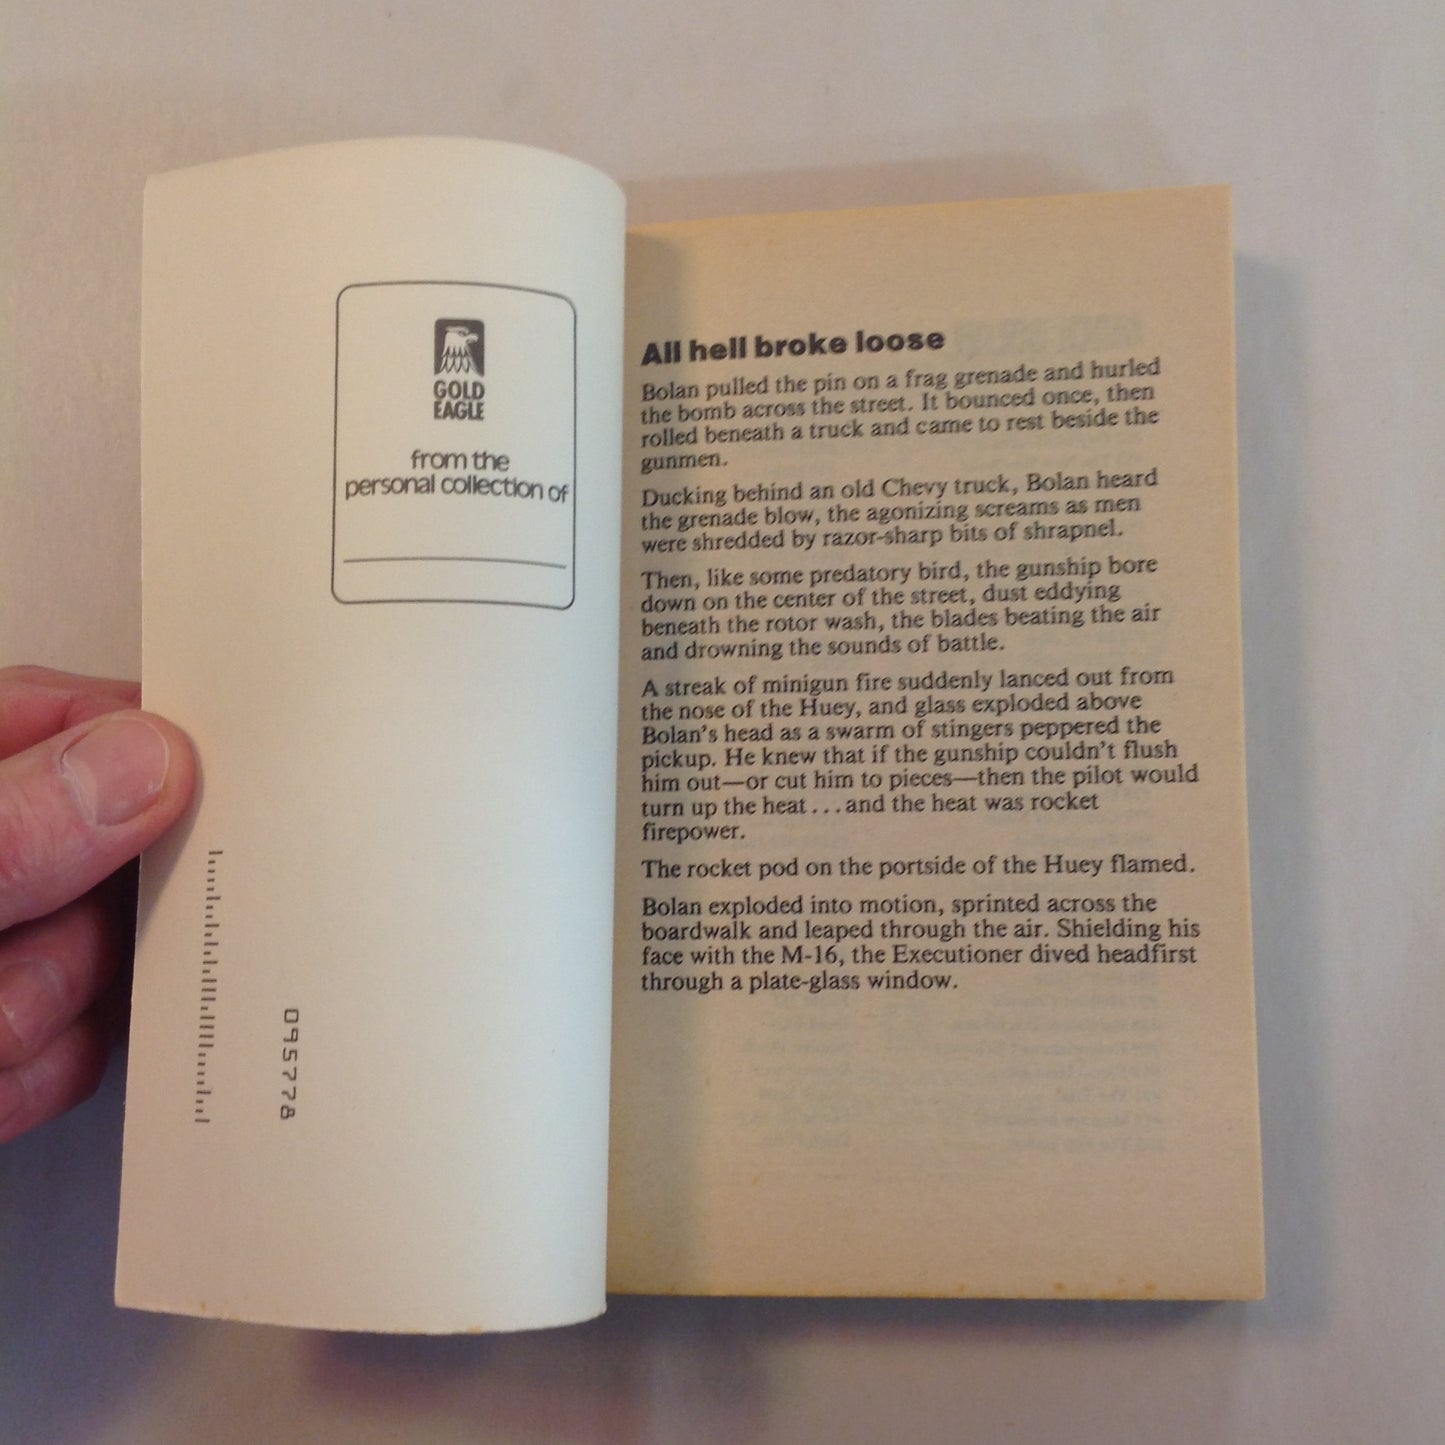 GOLD
EAGLE
from the
personal collection of
095778
All hell broke loose
Bolan pulled the pin on a frag grenade and hurled
the bomb across the street. It bounced once, then
rolled beneath a truck and came to rest beside the
gunmen.
Ducking behind an old Chevy truck, Bolan heard
the grenade blow, the agonizing screams as men
were shredded by razor-sharp bits of shrapnel.
Then, like some predatory bird, the gunship bore
down on the center of the street, dust eddying
beneath the rotor wash, the blades beating the air
and drowning the sounds of battle.
A streak of minigun fire suddenly lanced out from
the nose of the Huey, and glass exploded above
Bolan's head as a swarm of stingers peppered the
pickup. He knew that if the gunship couldn't flush
him out—or cut him to pieces—then the pilot would
turn up the heat...and the heat was rocket
firepower.
The rocket pod on the portside of the Huey flamed.
Bolan exploded into motion, sprinted across the
boardwalk and leaped through the air. Shielding his
face with the M-16, the Executioner dived headfirst
through a plate-glass window.